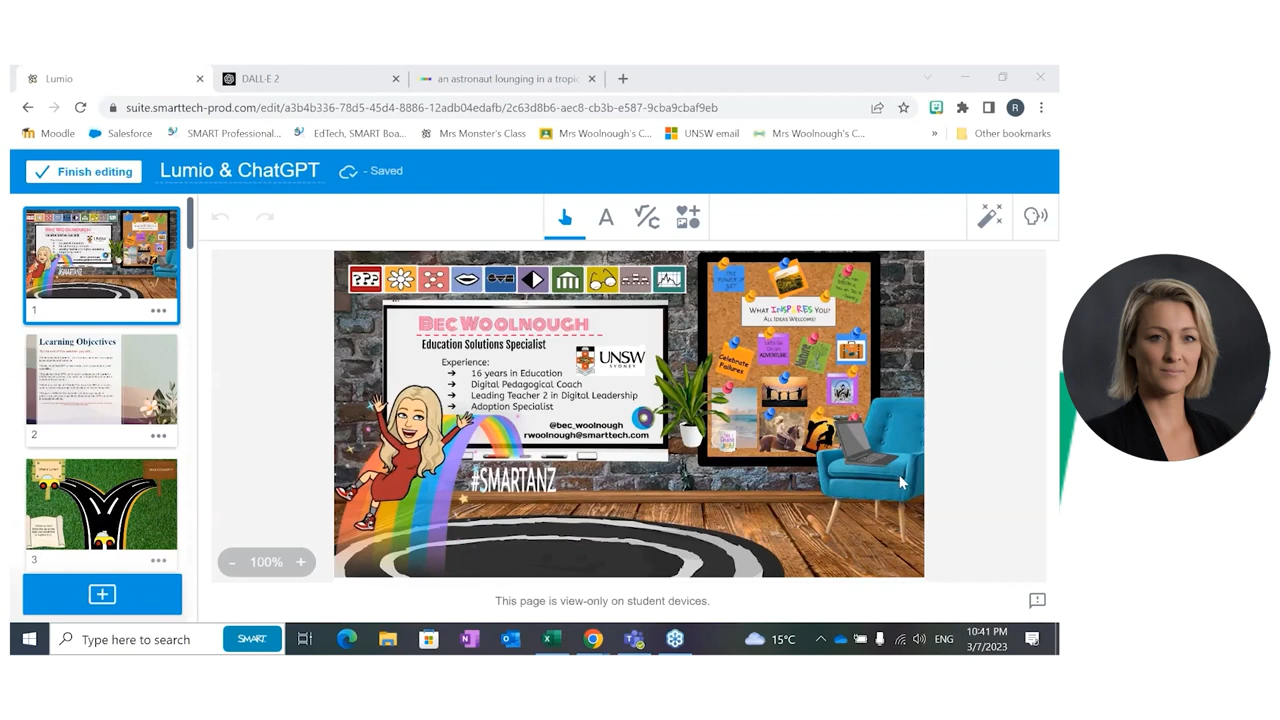 Lumio
DALL·E 2
an astronaut lounging in a tropic
suite.smarttech-prod.com/edit/a3b4b336-78d5-45d4-8886-12adb04edafb/2c63d8b6-aec8-cb3b-e587-9cba9cbaf9eb
R
Moodle
Salesforce
SMART Professional...
EdTech, SMART Boa...
Mrs Monster's Class
Mrs Woolnough's C...
UNSW email
Mrs Woolnough's C...
»
Other bookmarks
Finish editing
Lumio & ChatGPT
- Saved
A
1
Learning Objectives
2
3
???
BEC WOOLNOUGH
Education Solutions Specialist
Experience:
➔ 16 years in Education
➔ Digital Pedagogical Coach
➔ Leading Teacher 2 in Digital Leadership
➔ Adoption Specialist
UNSW
SYDNEY
@bec_woolnough
rwoolnough@smarttech.com
#SMARTANZ
WHAT INSPIRES YOU?
ALL IDEAS WELCOME!
Celebrate
Failures
ADVENTURE
- 100% +
This page is view-only on student devices.
Type here to search
SMART
15°C
ENG
10:41 PM
3/7/2023